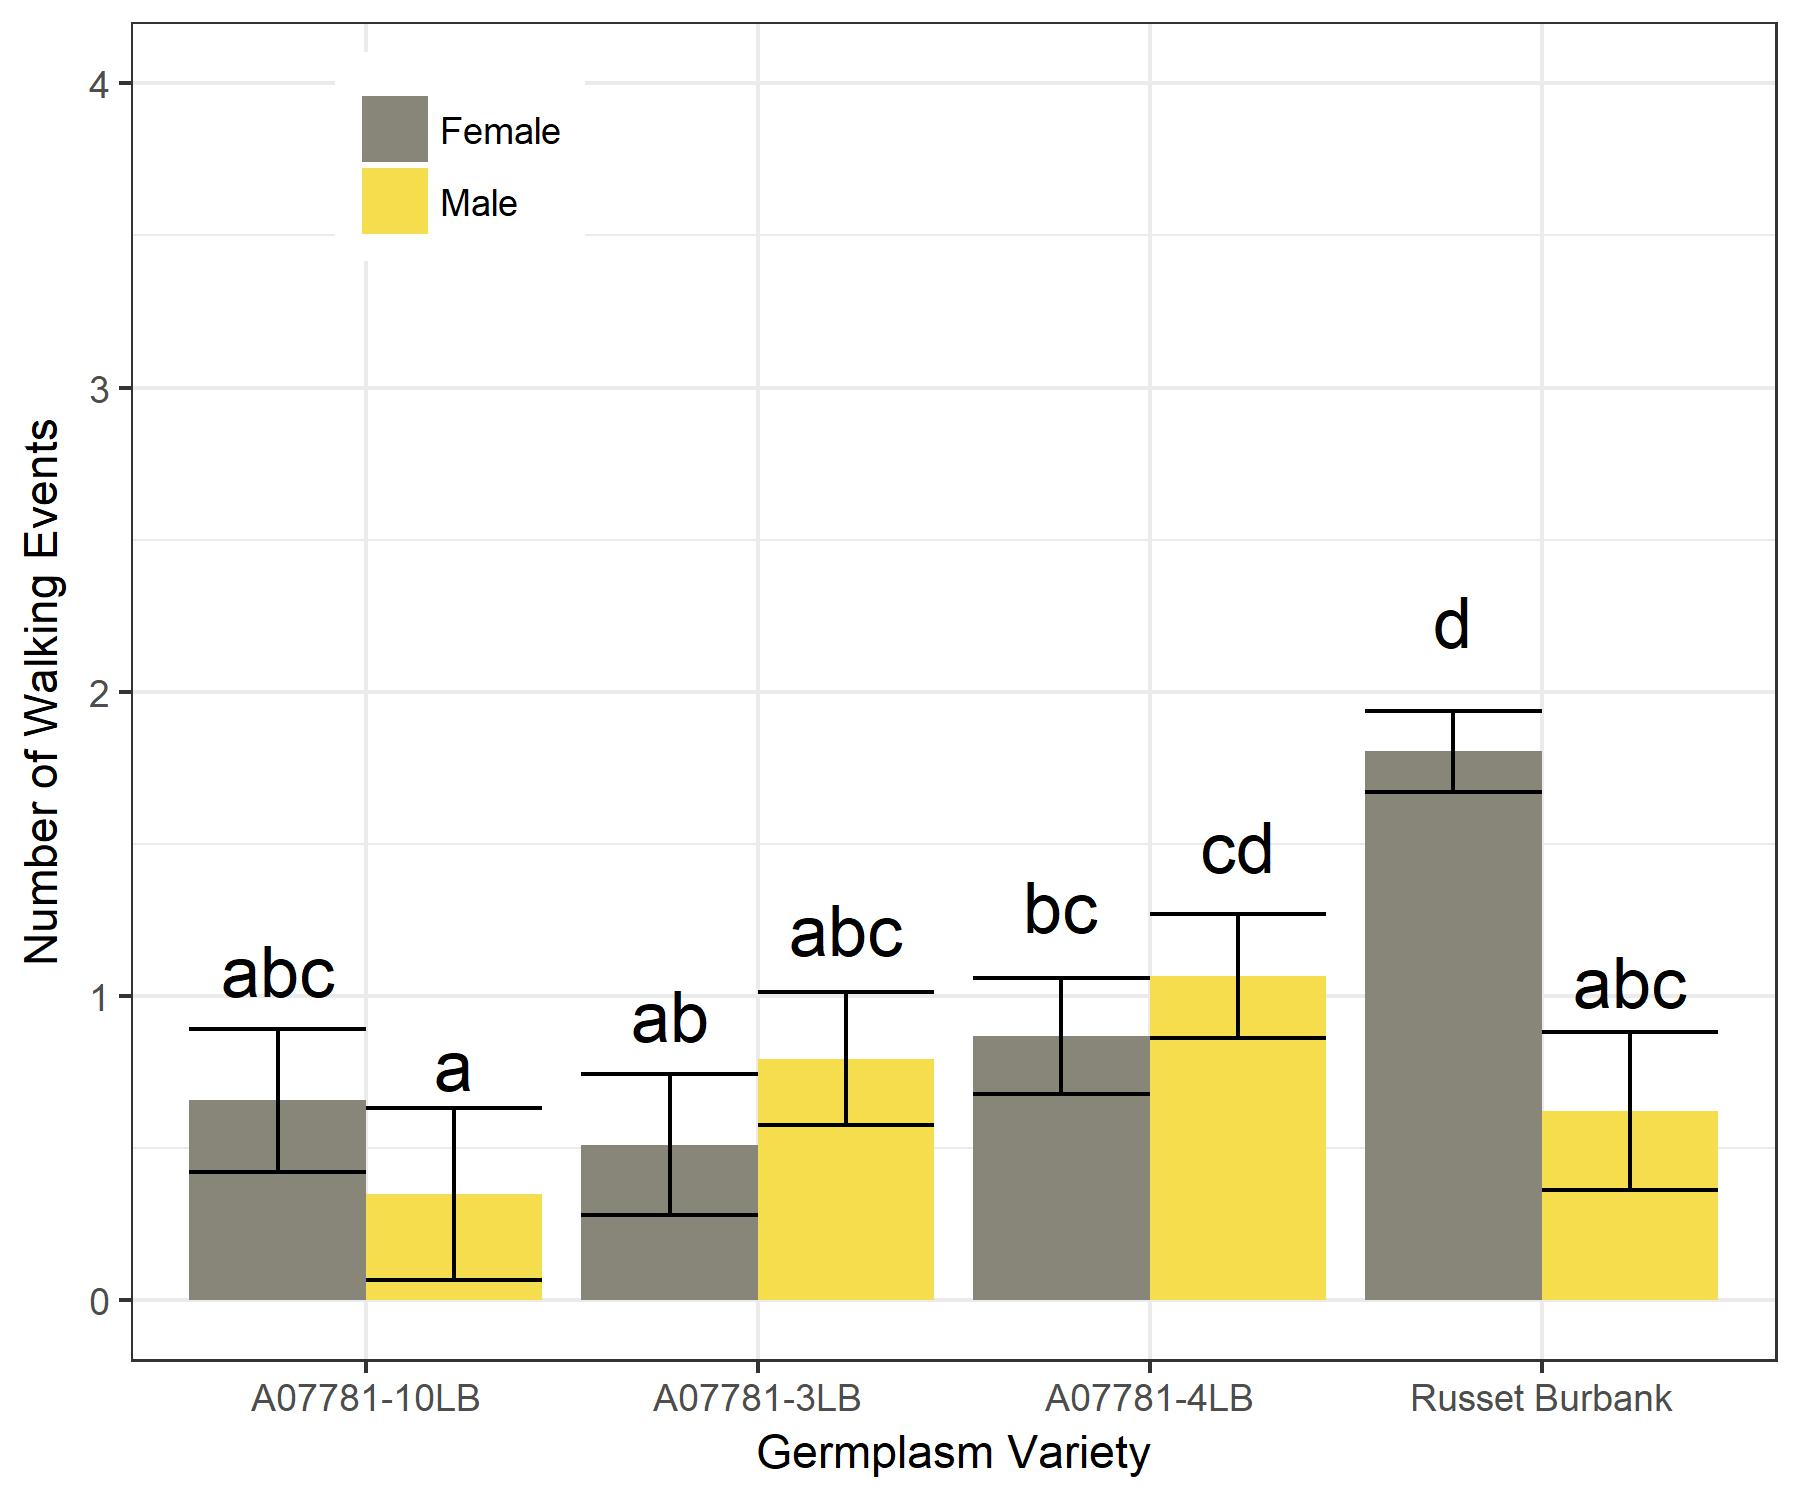 4
3
2
1
0
Number of Walking Events
Female
Male
abc
a
ab
abc
bc
cd
d
abc
A07781-10LB
A07781-3LB
A07781-4LB
Russet Burbank
Germplasm Variety